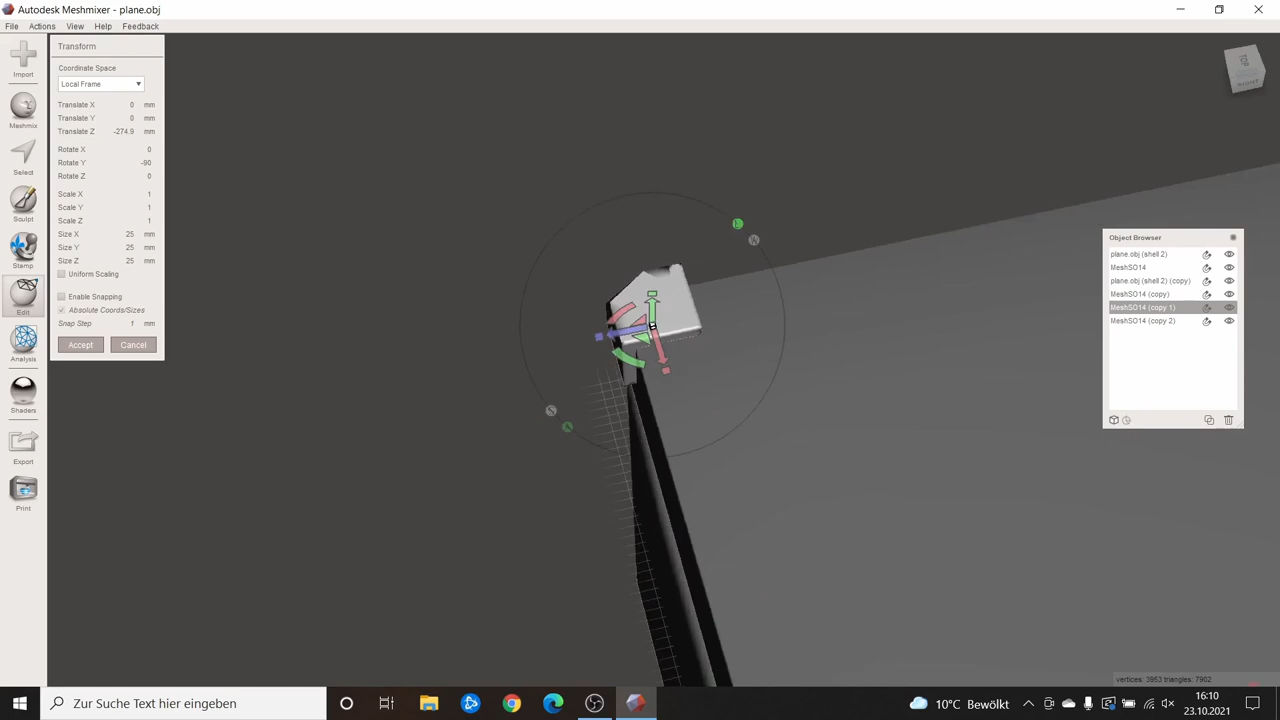 Autodesk Meshmixer - plane.obj
File Actions View Help Feedback
Import
Meshmix
Select
Sculpt
Stamp
Edit
Analysis
Shaders
Export
Print
Transform
Coordinate Space
Local Frame
Translate X 0 mm
Translate Y 0 mm
Translate Z -274.9 mm
Rotate X 0
Rotate Y -90
Rotate Z 0
Scale X 1
Scale Y 1
Scale Z 1
Size X 25 mm
Size Y 25 mm
Size Z 25 mm
Uniform Scaling
Enable Snapping
Absolute Coords/Sizes
Snap Step 1 mm
Accept Cancel
TOP
RIGHT
Object Browser
plane.obj (shell 2)
MeshSO14
plane.obj (shell 2) (copy)
MeshSO14 (copy)
MeshSO14 (copy 1)
MeshSO14 (copy 2)
vertices: 3953 triangles: 7902
Zur Suche Text hier eingeben
10°C Bewölkt
16:10
23.10.2021